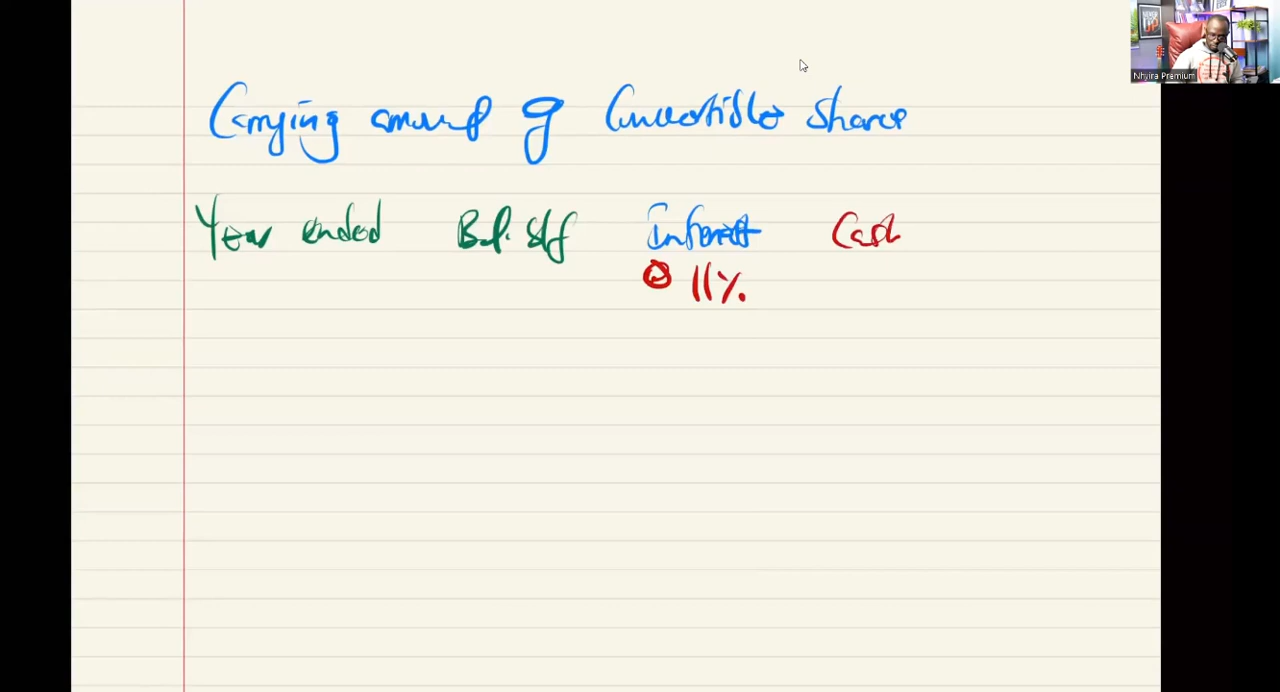 Carrying amount of Convertible shares
Year ended Bal. b/f Interest Cash
@ 11%
Nhyira Premium